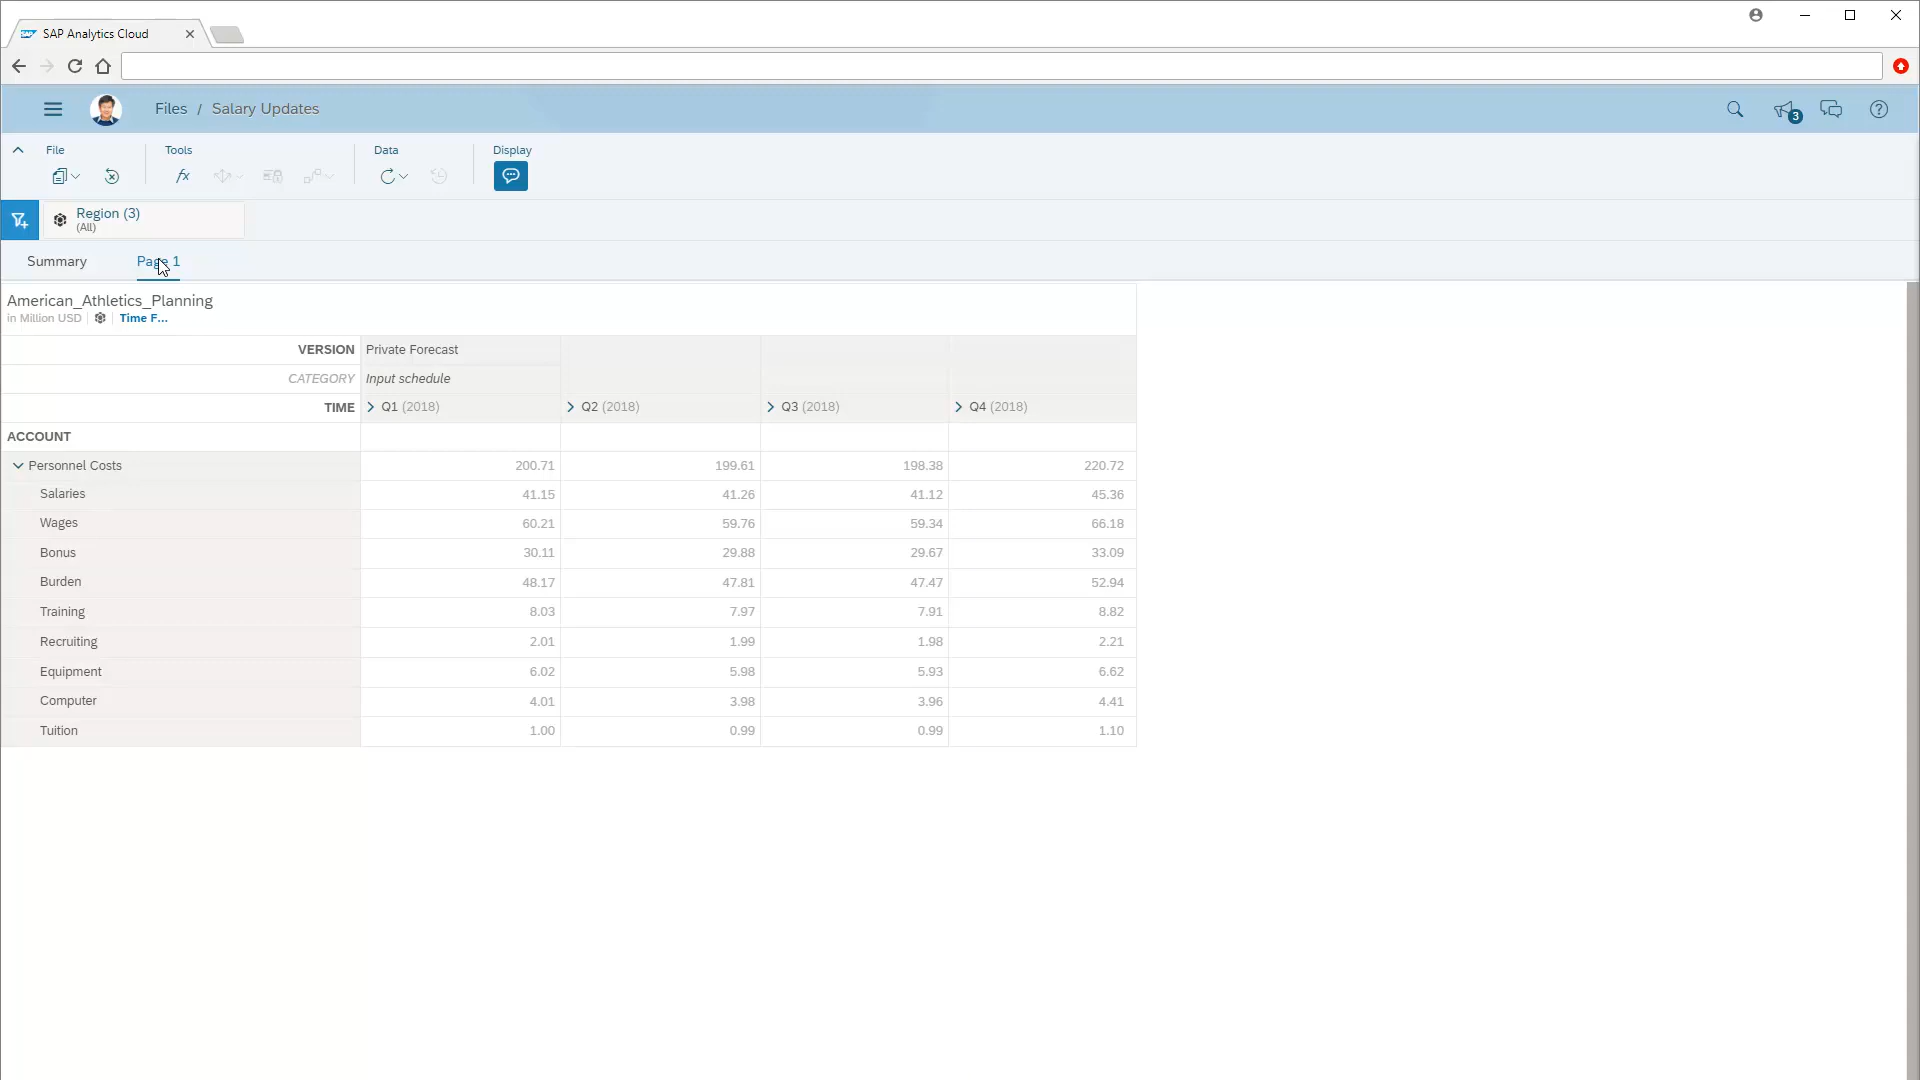 SAP Analytics Cloud
Files / Salary Updates
3
File
Tools
Data
Display
fx
Region (3)
(All)
Summary
Page 1
American_Athletics_Planning
in Million USD Time F...
VERSION Private Forecast
CATEGORY Input schedule
TIME Q1 (2018) Q2 (2018) Q3 (2018) Q4 (2018)
ACCOUNT
Personnel Costs 200.71 199.61 198.38 220.72
Salaries 41.15 41.26 41.12 45.36
Wages 60.21 59.76 59.34 66.18
Bonus 30.11 29.88 29.67 33.09
Burden 48.17 47.81 47.47 52.94
Training 8.03 7.97 7.91 8.82
Recruiting 2.01 1.99 1.98 2.21
Equipment 6.02 5.98 5.93 6.62
Computer 4.01 3.98 3.96 4.41
Tuition 1.00 0.99 0.99 1.10